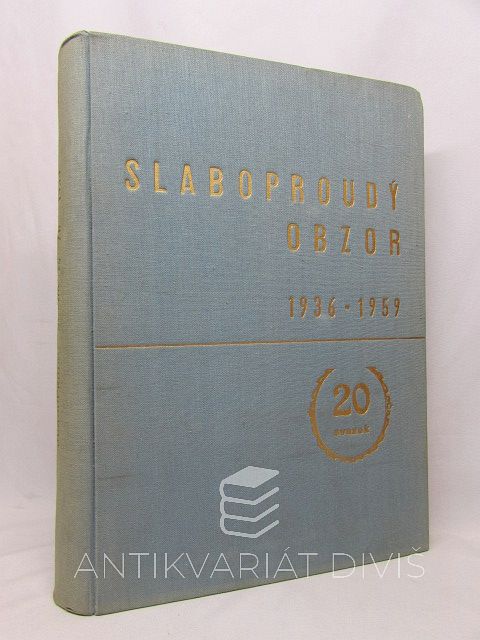 SLABOPROUDÝ
OBZOR
1936 - 1959
20
svazek
ANTIKVARIÁT DIVIŠ